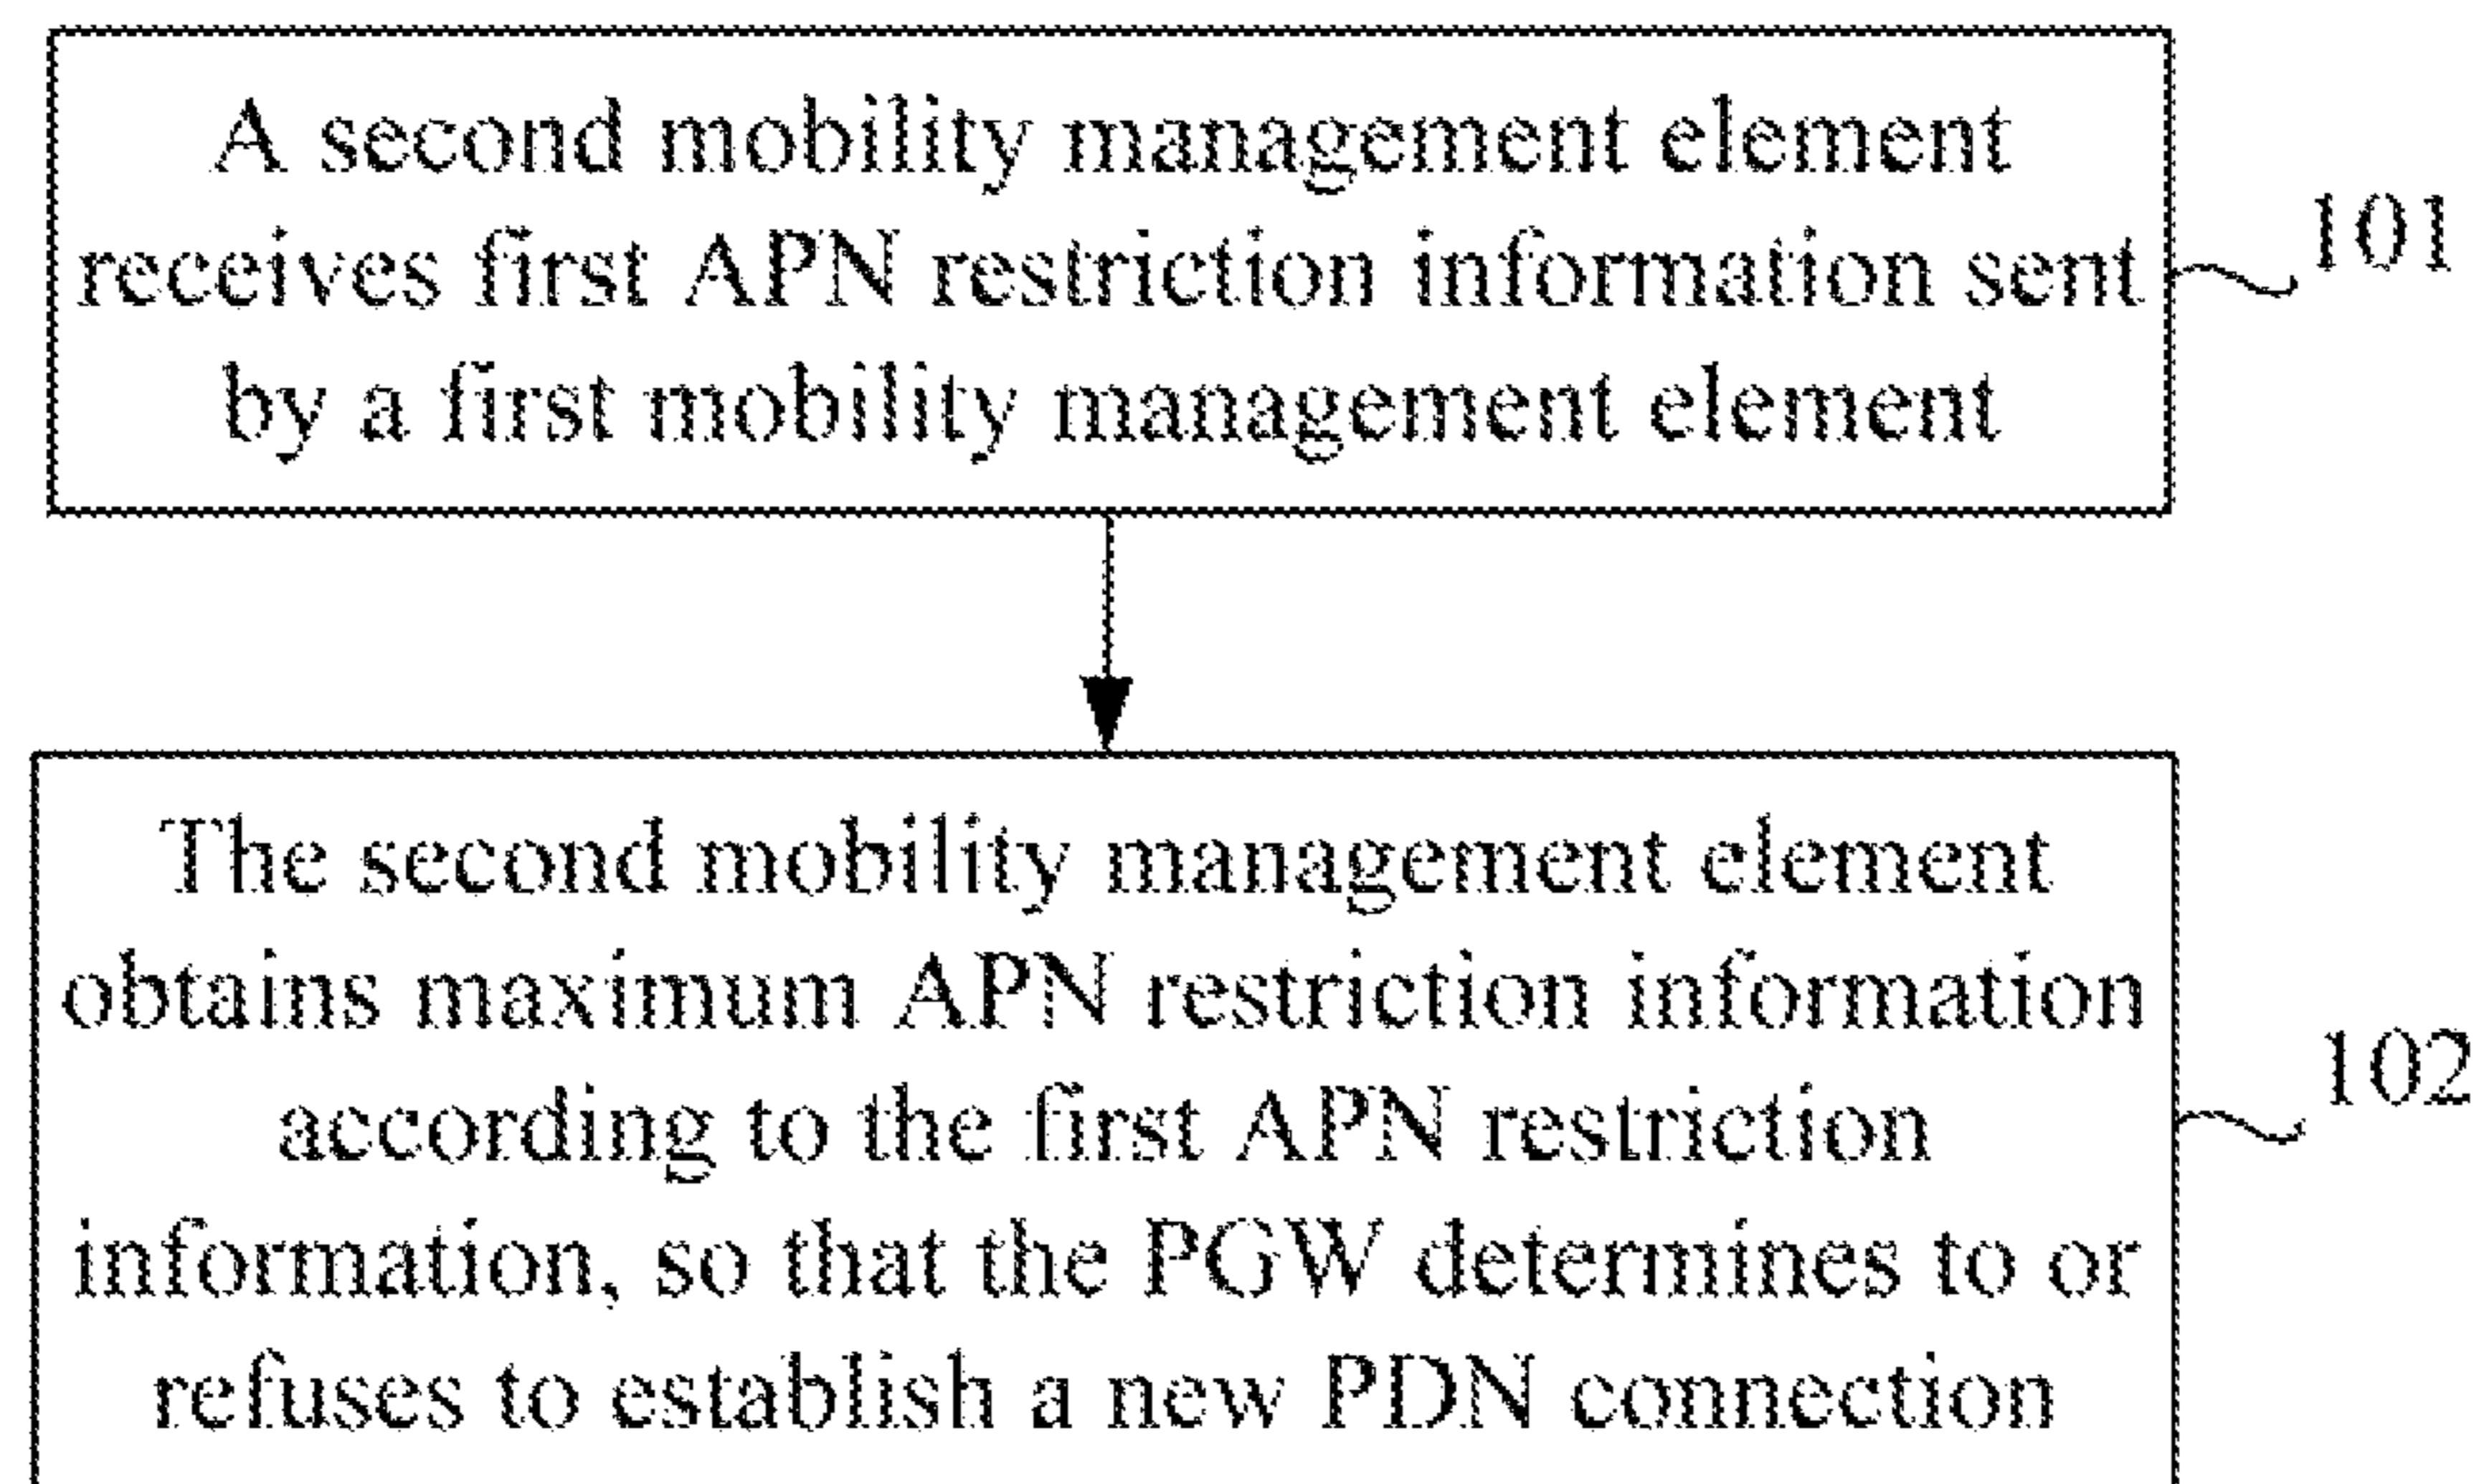 A second mobility management element
receives first APN restriction information sent
by a first mobility management element
101
The second mobility management element
obtains maximum APN restriction information
according to the first APN restriction
information, so that the PGW determines to or
refuses to establish a new PDN connection
102